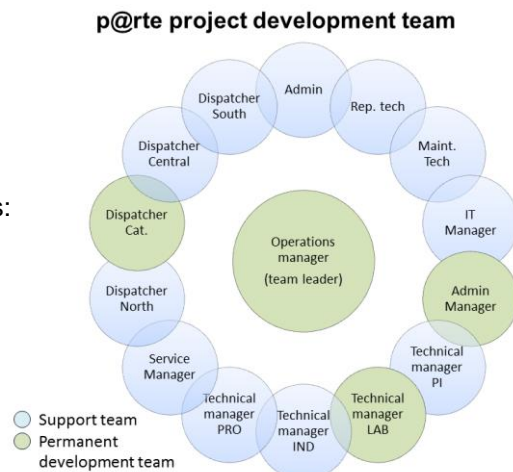 p@rte project development team
Admin
Rep. tech
Maint.
Tech
IT
Manager
Admin
Manager
Technical
manager
PI
Technical
manager
LAB
Technical
manager
IND
Technical
manager
PRO
Service
Manager
Dispatcher
North
Dispatcher
Cat.
Dispatcher
Central
Dispatcher
South
Operations
manager
(team leader)
s:
Support team
Permanent
development team